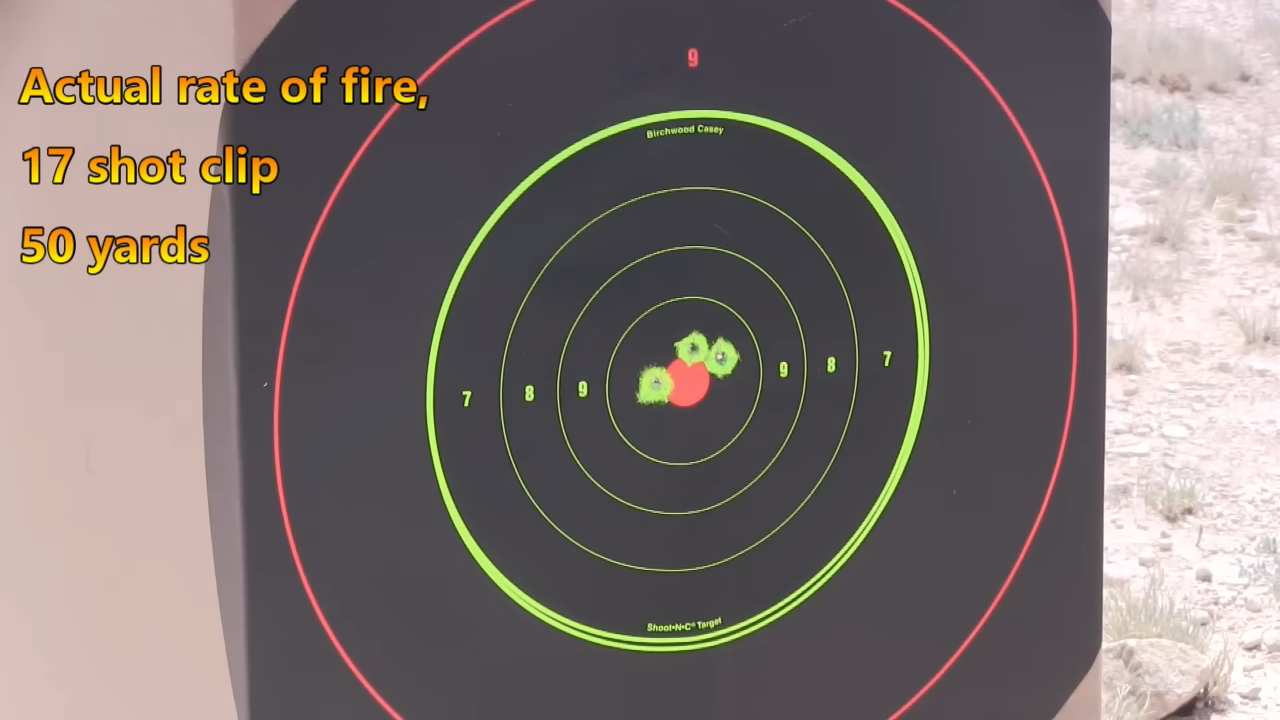 Actual rate of fire,
17 shot clip
50 yards
9
Birchwood Casey
7 8 9 9 8 7
Shoot•N•C® Target